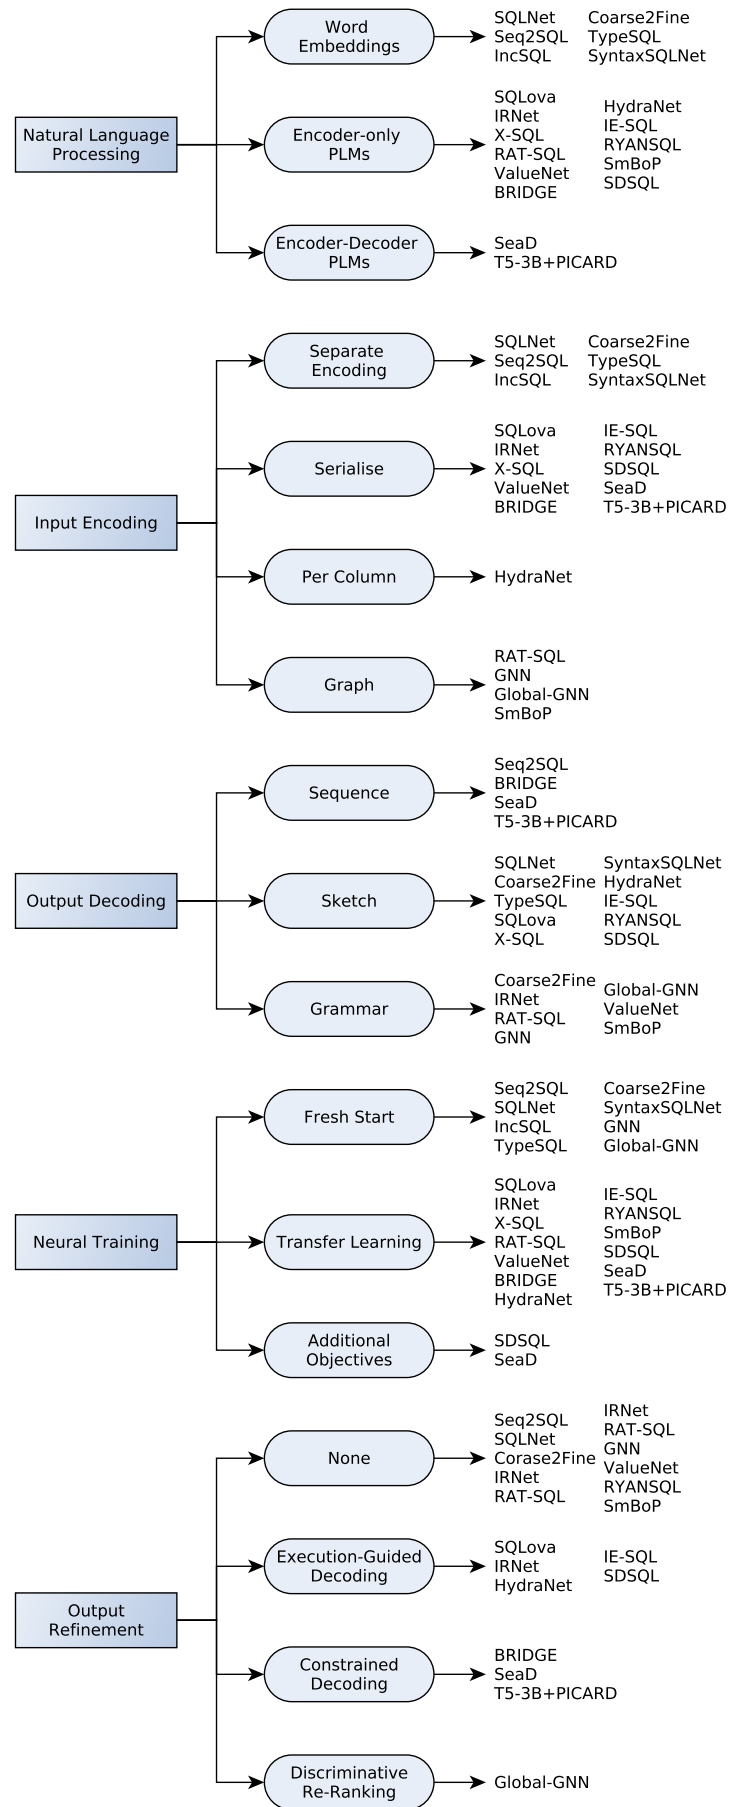 Natural Language
Processing
Word
Embeddings
SQLNet
Seq2SQL
IncSQL
Coarse2Fine
TypeSQL
SyntaxSQLNet
Encoder-only
PLMs
SQLova
IRNet
X-SQL
RAT-SQL
ValueNet
BRIDGE
HydraNet
IE-SQL
RYANSQL
SmBoP
SDSQL
Encoder-Decoder
PLMs
SeaD
T5-3B+PICARD
Input Encoding
Separate
Encoding
SQLNet
Seq2SQL
IncSQL
Coarse2Fine
TypeSQL
SyntaxSQLNet
Serialise
SQLova
IRNet
X-SQL
ValueNet
BRIDGE
IE-SQL
RYANSQL
SDSQL
SeaD
T5-3B+PICARD
Per Column
HydraNet
Graph
RAT-SQL
GNN
Global-GNN
SmBoP
Output Decoding
Sequence
Seq2SQL
BRIDGE
SeaD
T5-3B+PICARD
Sketch
SQLNet
Coarse2Fine
TypeSQL
SQLova
X-SQL
SyntaxSQLNet
HydraNet
IE-SQL
RYANSQL
SDSQL
Grammar
Coarse2Fine
IRNet
RAT-SQL
GNN
Global-GNN
ValueNet
SmBoP
Neural Training
Fresh Start
Seq2SQL
SQLNet
IncSQL
TypeSQL
Coarse2Fine
SyntaxSQLNet
GNN
Global-GNN
Transfer Learning
SQLova
IRNet
X-SQL
RAT-SQL
ValueNet
BRIDGE
HydraNet
IE-SQL
RYANSQL
SmBoP
SDSQL
SeaD
T5-3B+PICARD
Additional
Objectives
SDSQL
SeaD
Output
Refinement
None
Seq2SQL
SQLNet
Corase2Fine
IRNet
RAT-SQL
IRNet
RAT-SQL
GNN
ValueNet
RYANSQL
SmBoP
Execution-Guided
Decoding
SQLova
IRNet
HydraNet
IE-SQL
SDSQL
Constrained
Decoding
BRIDGE
SeaD
T5-3B+PICARD
Discriminative
Re-Ranking
Global-GNN